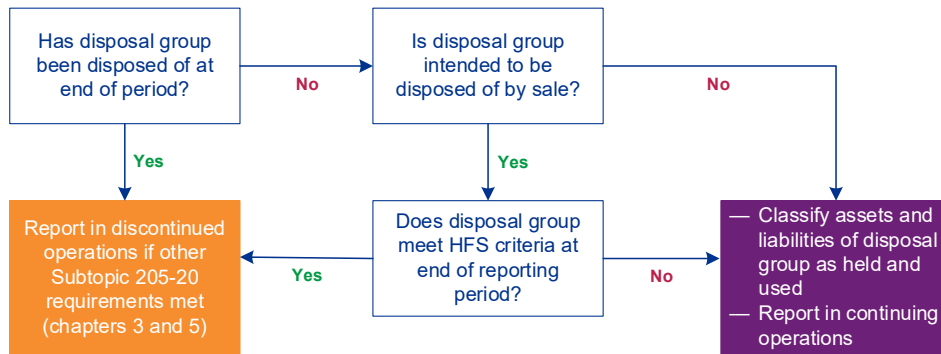 Has disposal group
been disposed of at
end of period?
No
Is disposal group
intended to be
disposed of by sale?
No
Yes
Yes
Report in discontinued
operations if other
Subtopic 205-20
requirements met
(chapters 3 and 5)
Yes
Does disposal group
meet HFS criteria at
end of reporting
period?
No
— Classify assets and
liabilities of disposal
group as held and
used
— Report in continuing
operations